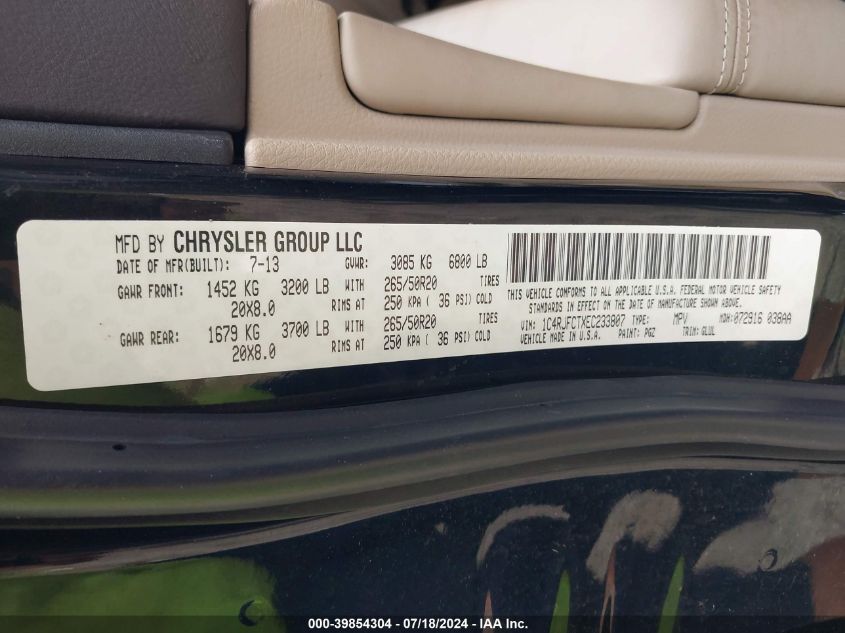 MFD BY CHRYSLER GROUP LLC
DATE OF MFR(BUILT): 7-13 GVWR: 3085 KG 6800 LB
GAWR FRONT: 1452 KG 3200 LB WITH 265/50R20 TIRES
20X8.0 RIMS AT 250 KPA ( 36 PSI) COLD
GAWR REAR: 1679 KG 3700 LB WITH 265/50R20 TIRES
20X8.0 RIMS AT 250 KPA ( 36 PSI) COLD
THIS VEHICLE CONFORMS TO ALL APPLICABLE U.S.A. FEDERAL MOTOR VEHICLE SAFETY
STANDARDS IN EFFECT ON THE DATE OF MANUFACTURE SHOWN ABOVE.
VIN: 1C4RJFCTXEC233807 TYPE: MPV MDH: 072916 038AA
VEHICLE MADE IN U.S.A. PAINT: PGZ TRIM: GLUL
000-39854304 - 07/18/2024 - IAA Inc.